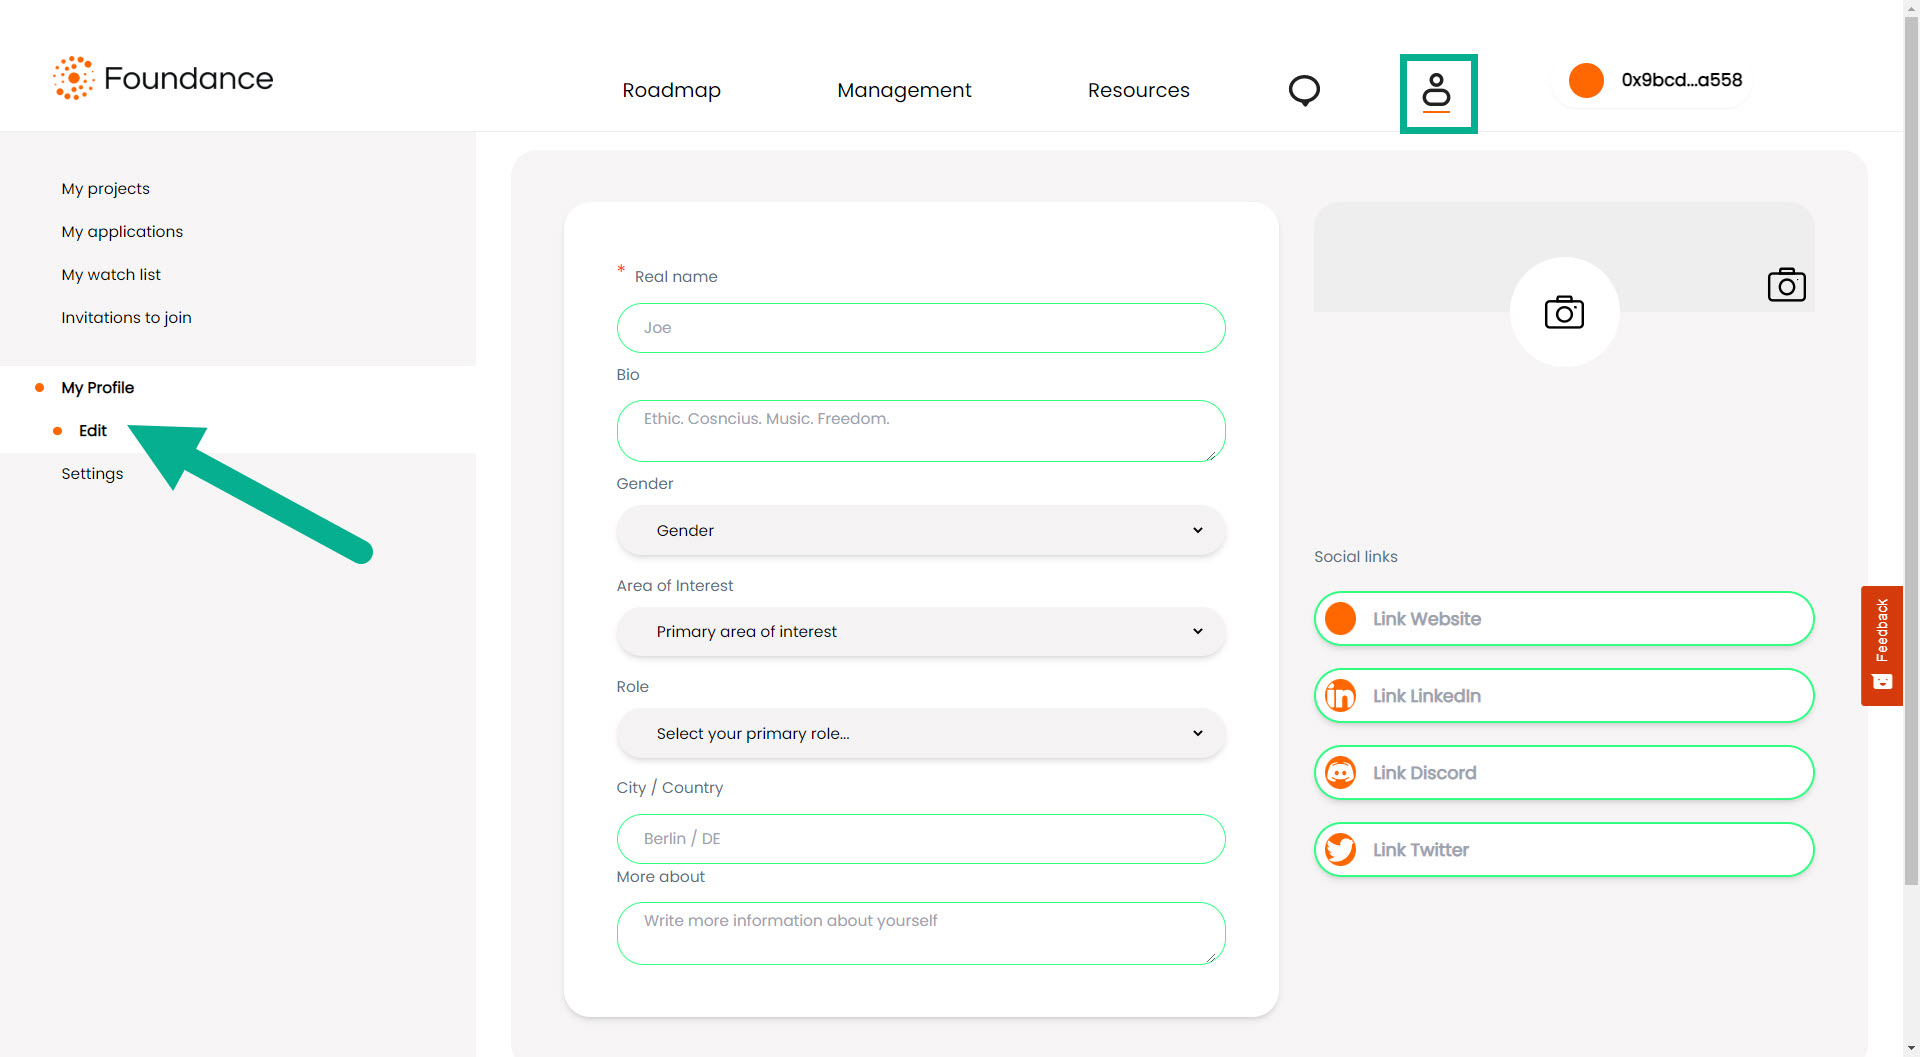 Foundance
Roadmap
Management
Resources
0x9bcd...a558
My projects
My applications
My watch list
Invitations to join
My Profile
Edit
Settings
* Real name
Joe
Bio
Ethic. Cosncius. Music. Freedom.
Gender
Gender
Area of Interest
Primary area of interest
Role
Select your primary role...
City / Country
Berlin / DE
More about
Write more information about yourself
Social links
Link Website
Link LinkedIn
Link Discord
Link Twitter
Feedback